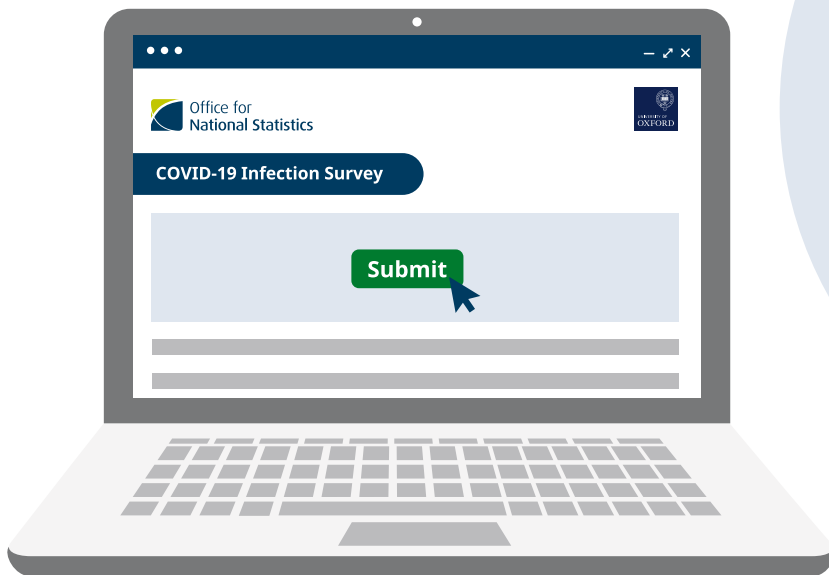 Office for
National Statistics
UNIVERSITY OF
OXFORD
COVID-19 Infection Survey
Submit